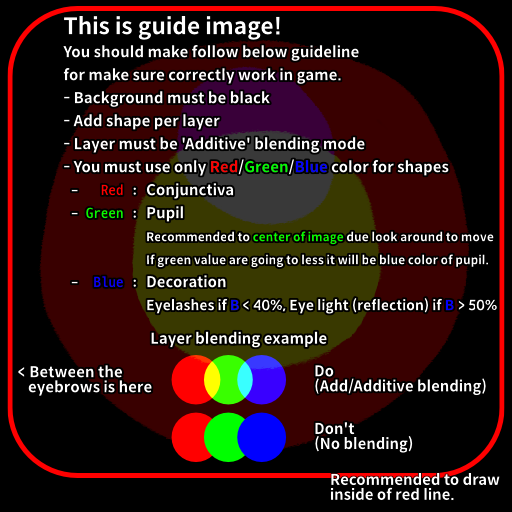 This is guide image!
You should make follow below guideline
for make sure correctly work in game.
- Background must be black
- Add shape per layer
- Layer must be 'Additive' blending mode
- You must use only Red/Green/Blue color for shapes
- Red : Conjunctiva
- Green : Pupil
Recommended to center of image due look around to move
If green value are going to less it will be blue color of pupil.
- Blue : Decoration
Eyelashes if B < 40%, Eye light (reflection) if B > 50%
Layer blending example
< Between the
eyebrows is here
Do
(Add/Additive blending)
Don't
(No blending)
Recommended to draw
inside of red line.